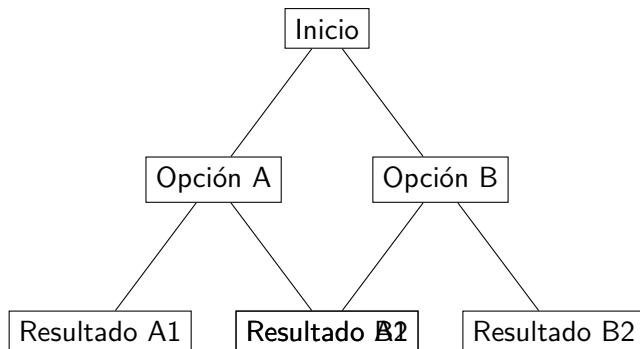 Inicio
Opción A
Opción B
Resultado A1
Resultado
Resultado B2